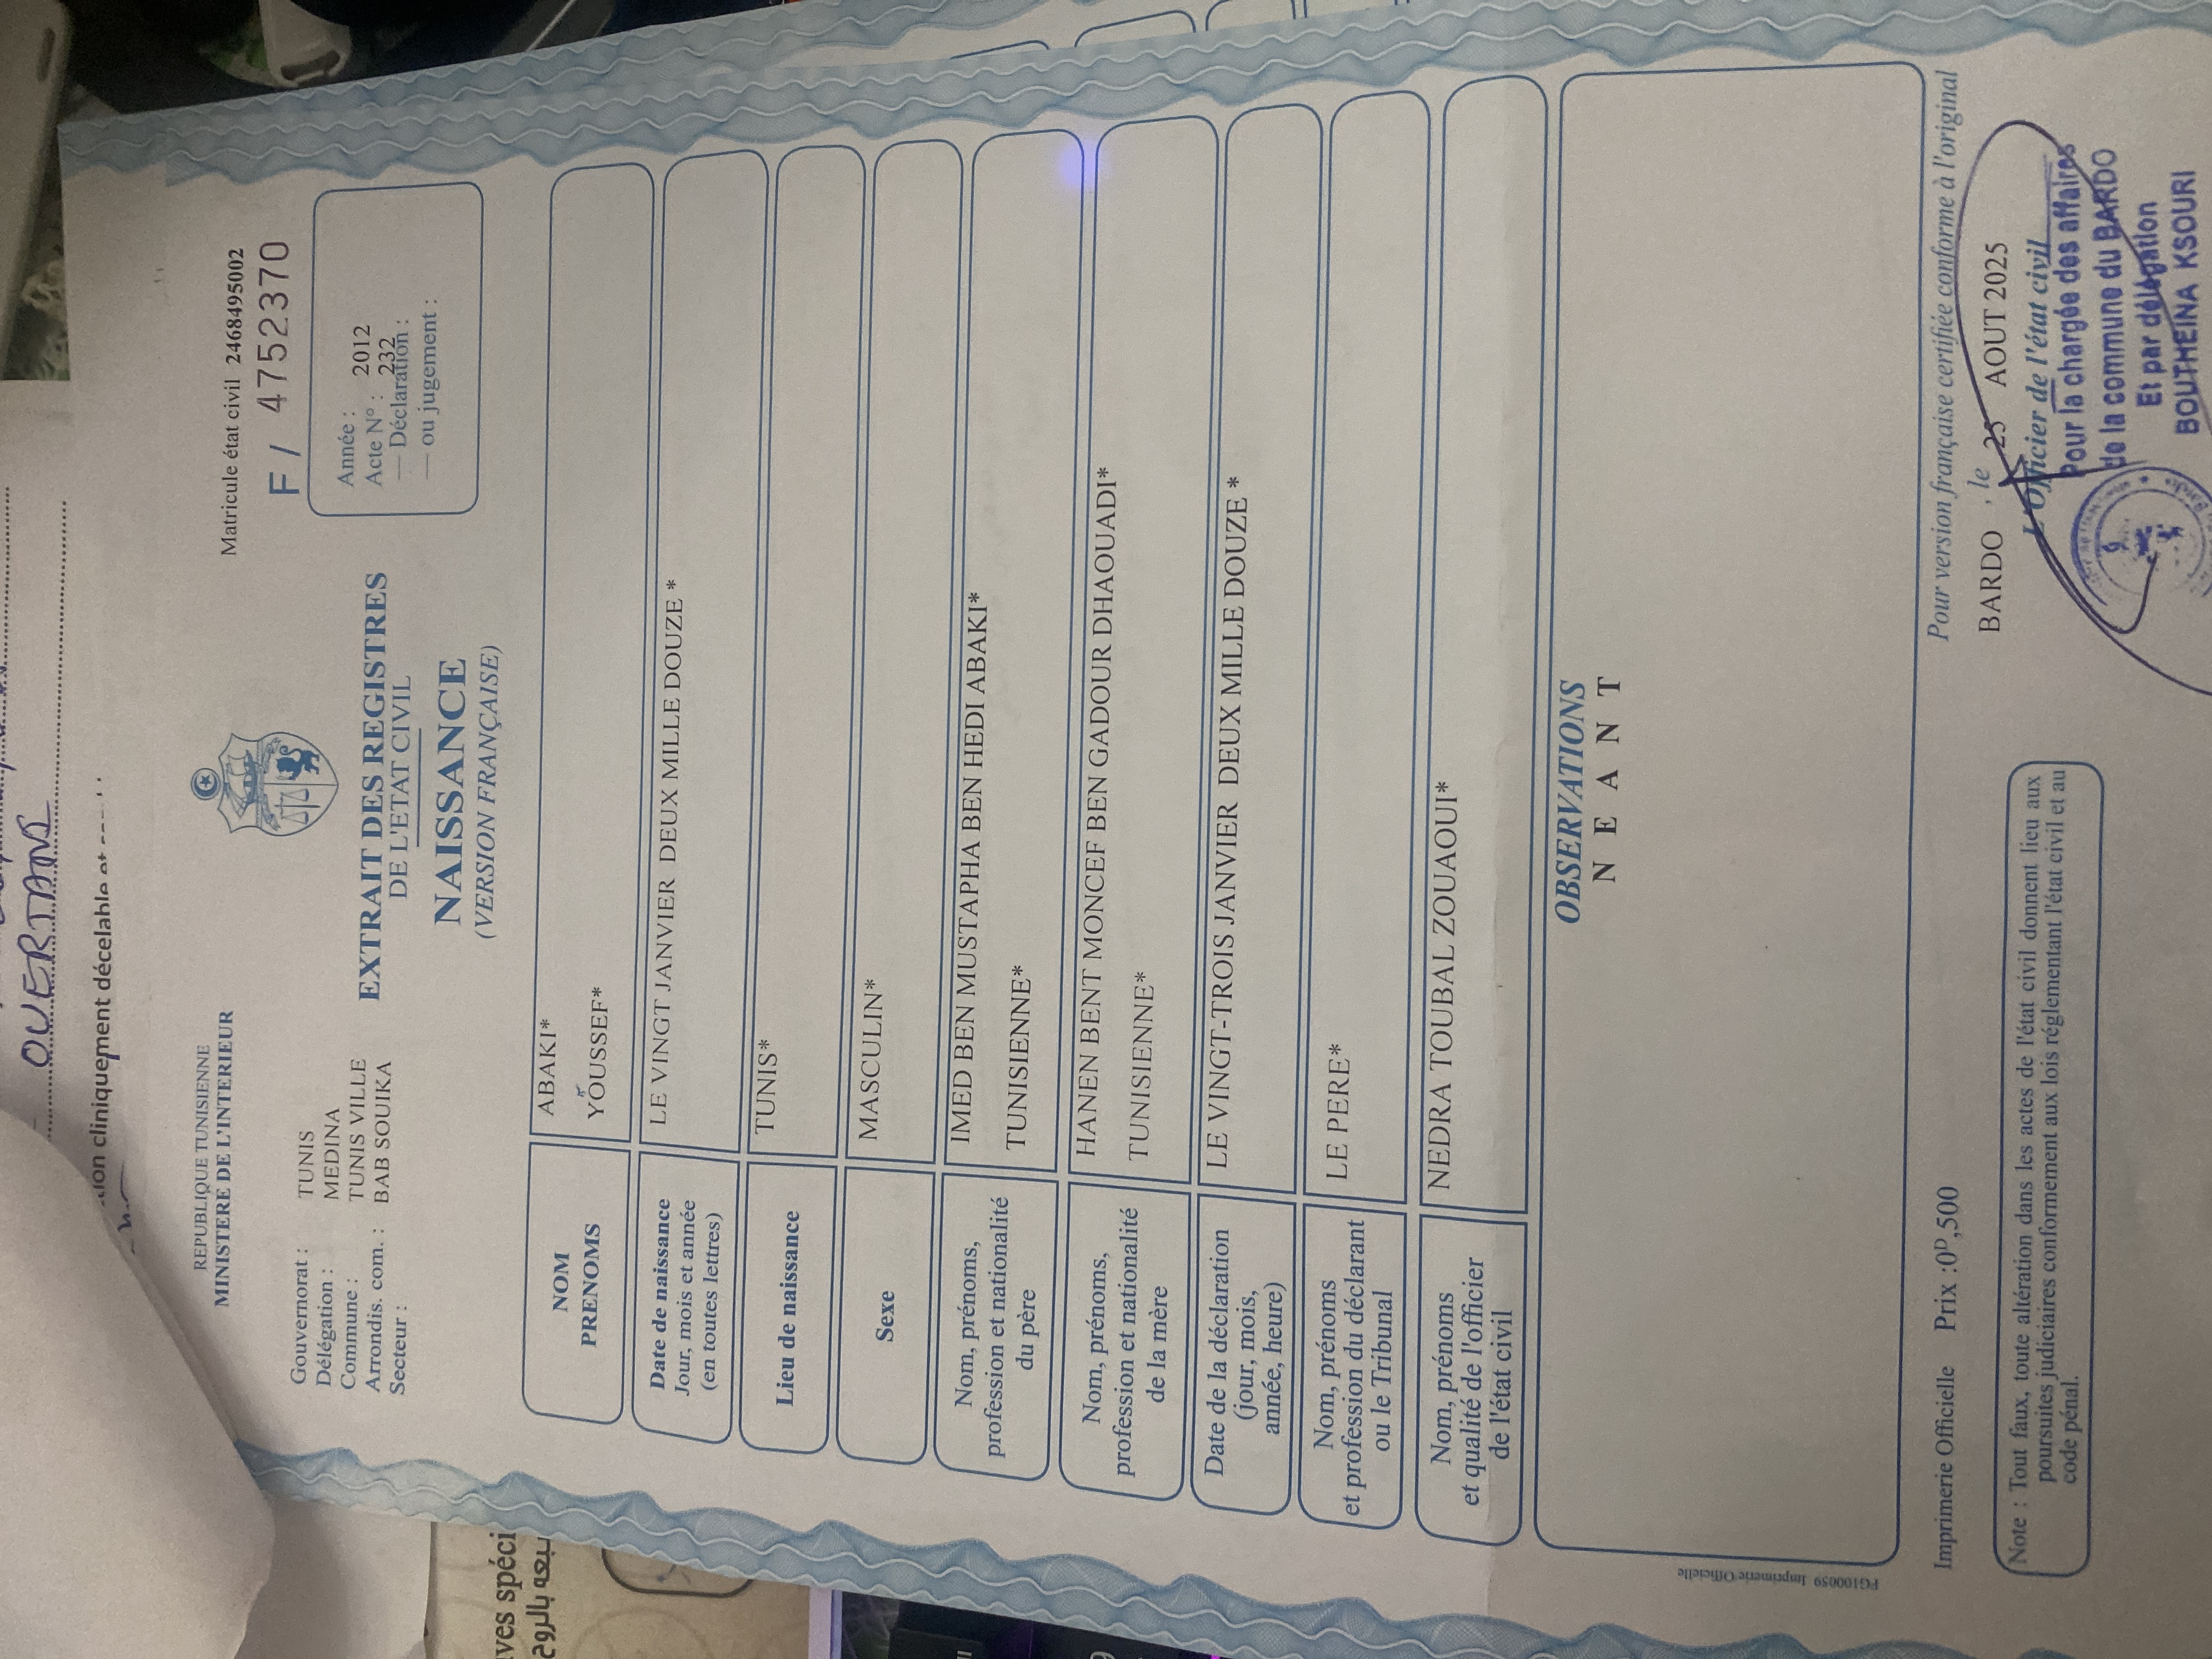 OUERTANI
cliniquement décelable et
REPUBLIQUE TUNISIENNE
MINISTERE DE L'INTERIEUR
Gouvernorat : TUNIS
Délégation : MEDINA
Commune : TUNIS VILLE
Arrondis. com. : BAB SOUIKA
Secteur :
EXTRAIT DES REGISTRES
DE L'ETAT CIVIL
NAISSANCE
(VERSION FRANÇAISE)
Matricule état civil 2468495002
F / 4752370
Année : 2012
Acte N° : 232
— Déclaration :
— ou jugement :
NOM ABAKI*
PRENOMS YOUSSEF*
Date de naissance
Jour, mois et année
(en toutes lettres)
LE VINGT JANVIER DEUX MILLE DOUZE *
Lieu de naissance TUNIS*
Sexe MASCULIN*
Nom, prénoms,
profession et nationalité
du père
IMED BEN MUSTAPHA BEN HEDI ABAKI*
TUNISIENNE*
Nom, prénoms,
profession et nationalité
de la mère
HANEN BENT MONCEF BEN GADOUR DHAOUADI*
TUNISIENNE*
Date de la déclaration
(jour, mois,
année, heure)
LE VINGT-TROIS JANVIER DEUX MILLE DOUZE *
Nom, prénoms
et profession du déclarant
ou le Tribunal
LE PERE*
Nom, prénoms
et qualité de l'officier
de l'état civil
NEDRA TOUBAL ZOUAOUI*
OBSERVATIONS
N E A N T
FG100059 Imprimerie Officielle
Imprimerie Officielle Prix :0D,500
Pour version française certifiée conforme à l'original
BARDO , le 25 AOUT 2025
L'Officier de l'état civil
Pour la chargée des affaires
de la commune du BARDO
Et par délégation
BOUTHEINA KSOURI
Note : Tout faux, toute altération dans les actes de l'état civil donnent lieu aux
poursuites judiciaires conformement aux lois réglementant l'état civil et au
code pénal.